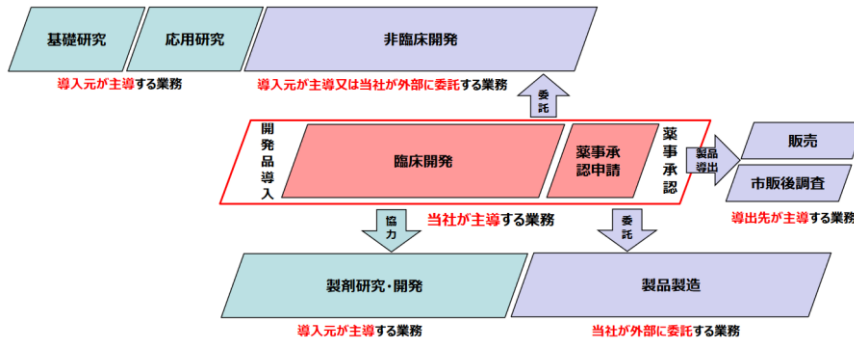 基礎研究
応用研究
非臨床開発
導入元が主導する業務
導入元が主導又は当社が外部に委託する業務
委託
開発品導入
臨床開発
薬事承
認申請
薬事承認
製品
導出
販売
市販後調査
導出先が主導する業務
協力
当社が主導する業務
委託
製剤研究・開発
製品製造
導入元が主導する業務
当社が外部に委託する業務